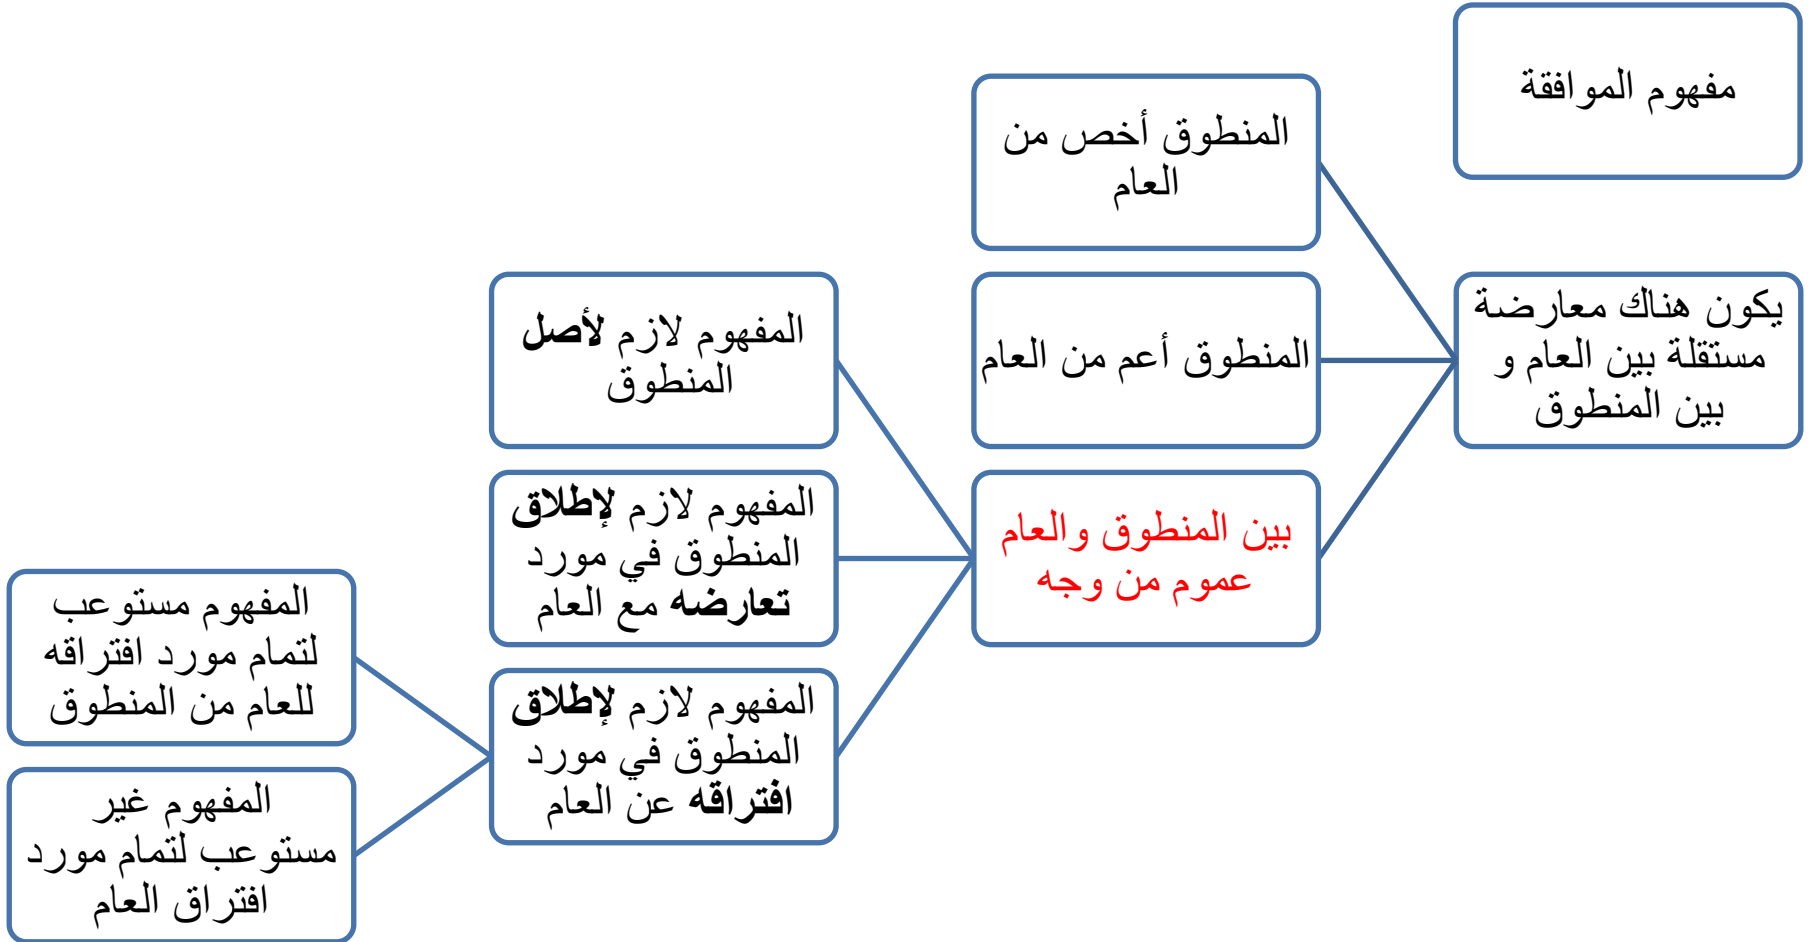 مفهوم الموافقة
يكون هناك معارضة
مستقلة بين العام و
بين المنطوق
المنطوق أخص من
العام
المنطوق أعم من العام
بين المنطوق والعام
عموم من وجه
المفهوم لازم لأصل
المنطوق
المفهوم لازم لإطلاق
المنطوق في مورد
تعارضه مع العام
المفهوم لازم لإطلاق
المنطوق في مورد
افتراقه عن العام
المفهوم مستوعب
لتمام مورد افتراقه
للعام من المنطوق
المفهوم غير
مستوعب لتمام مورد
افتراق العام